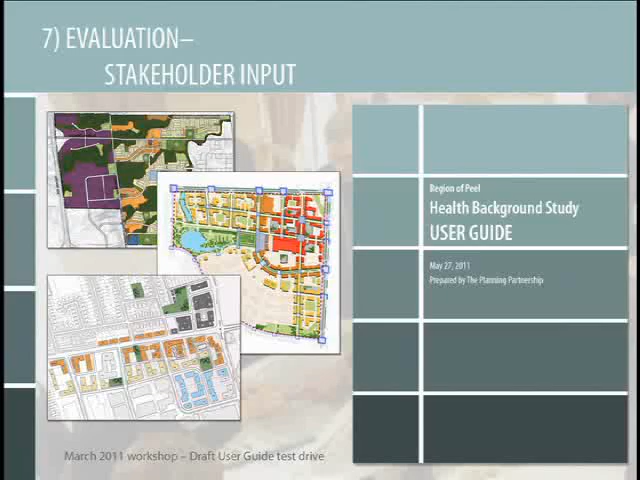 7) EVALUATION–
STAKEHOLDER INPUT
Region of Peel
Health Background Study
USER GUIDE
May 27, 2011
Prepared by The Planning Partnership
March 2011 workshop – Draft User Guide test drive